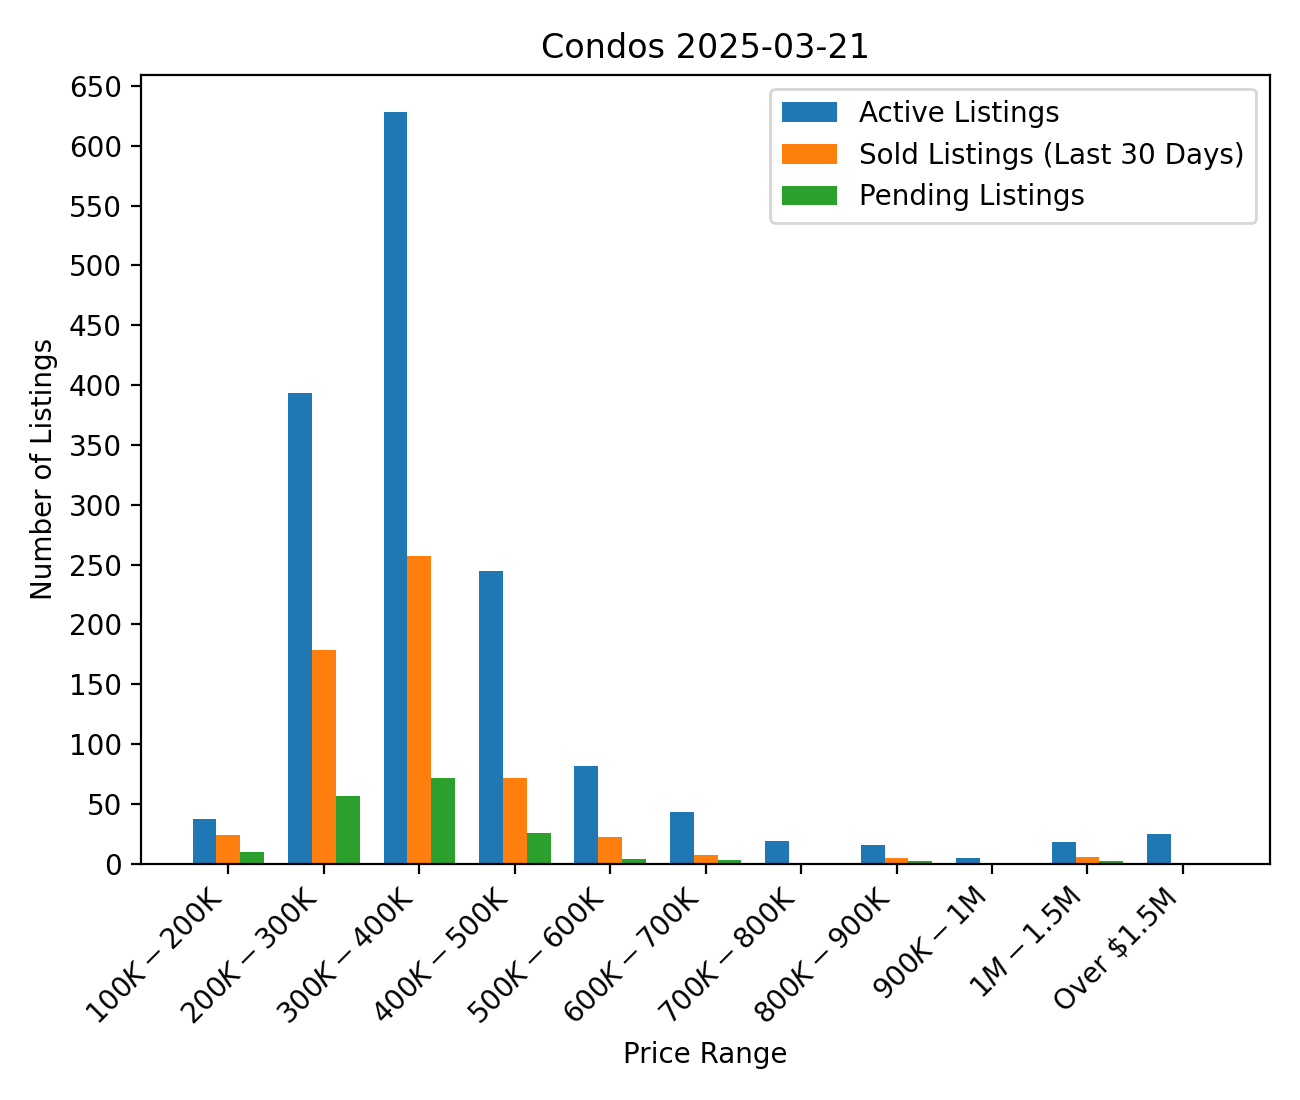 Condos 2025-03-21
650
600
550
500
450
400
350
300
250
200
150
100
50
0
Number of Listings
Active Listings
Sold Listings (Last 30 Days)
Pending Listings
100K − 200K
200K − 300K
300K − 400K
400K − 500K
500K − 600K
600K − 700K
700K − 800K
800K − 900K
900K − 1M
1M − 1.5M
Over $1.5M
Price Range